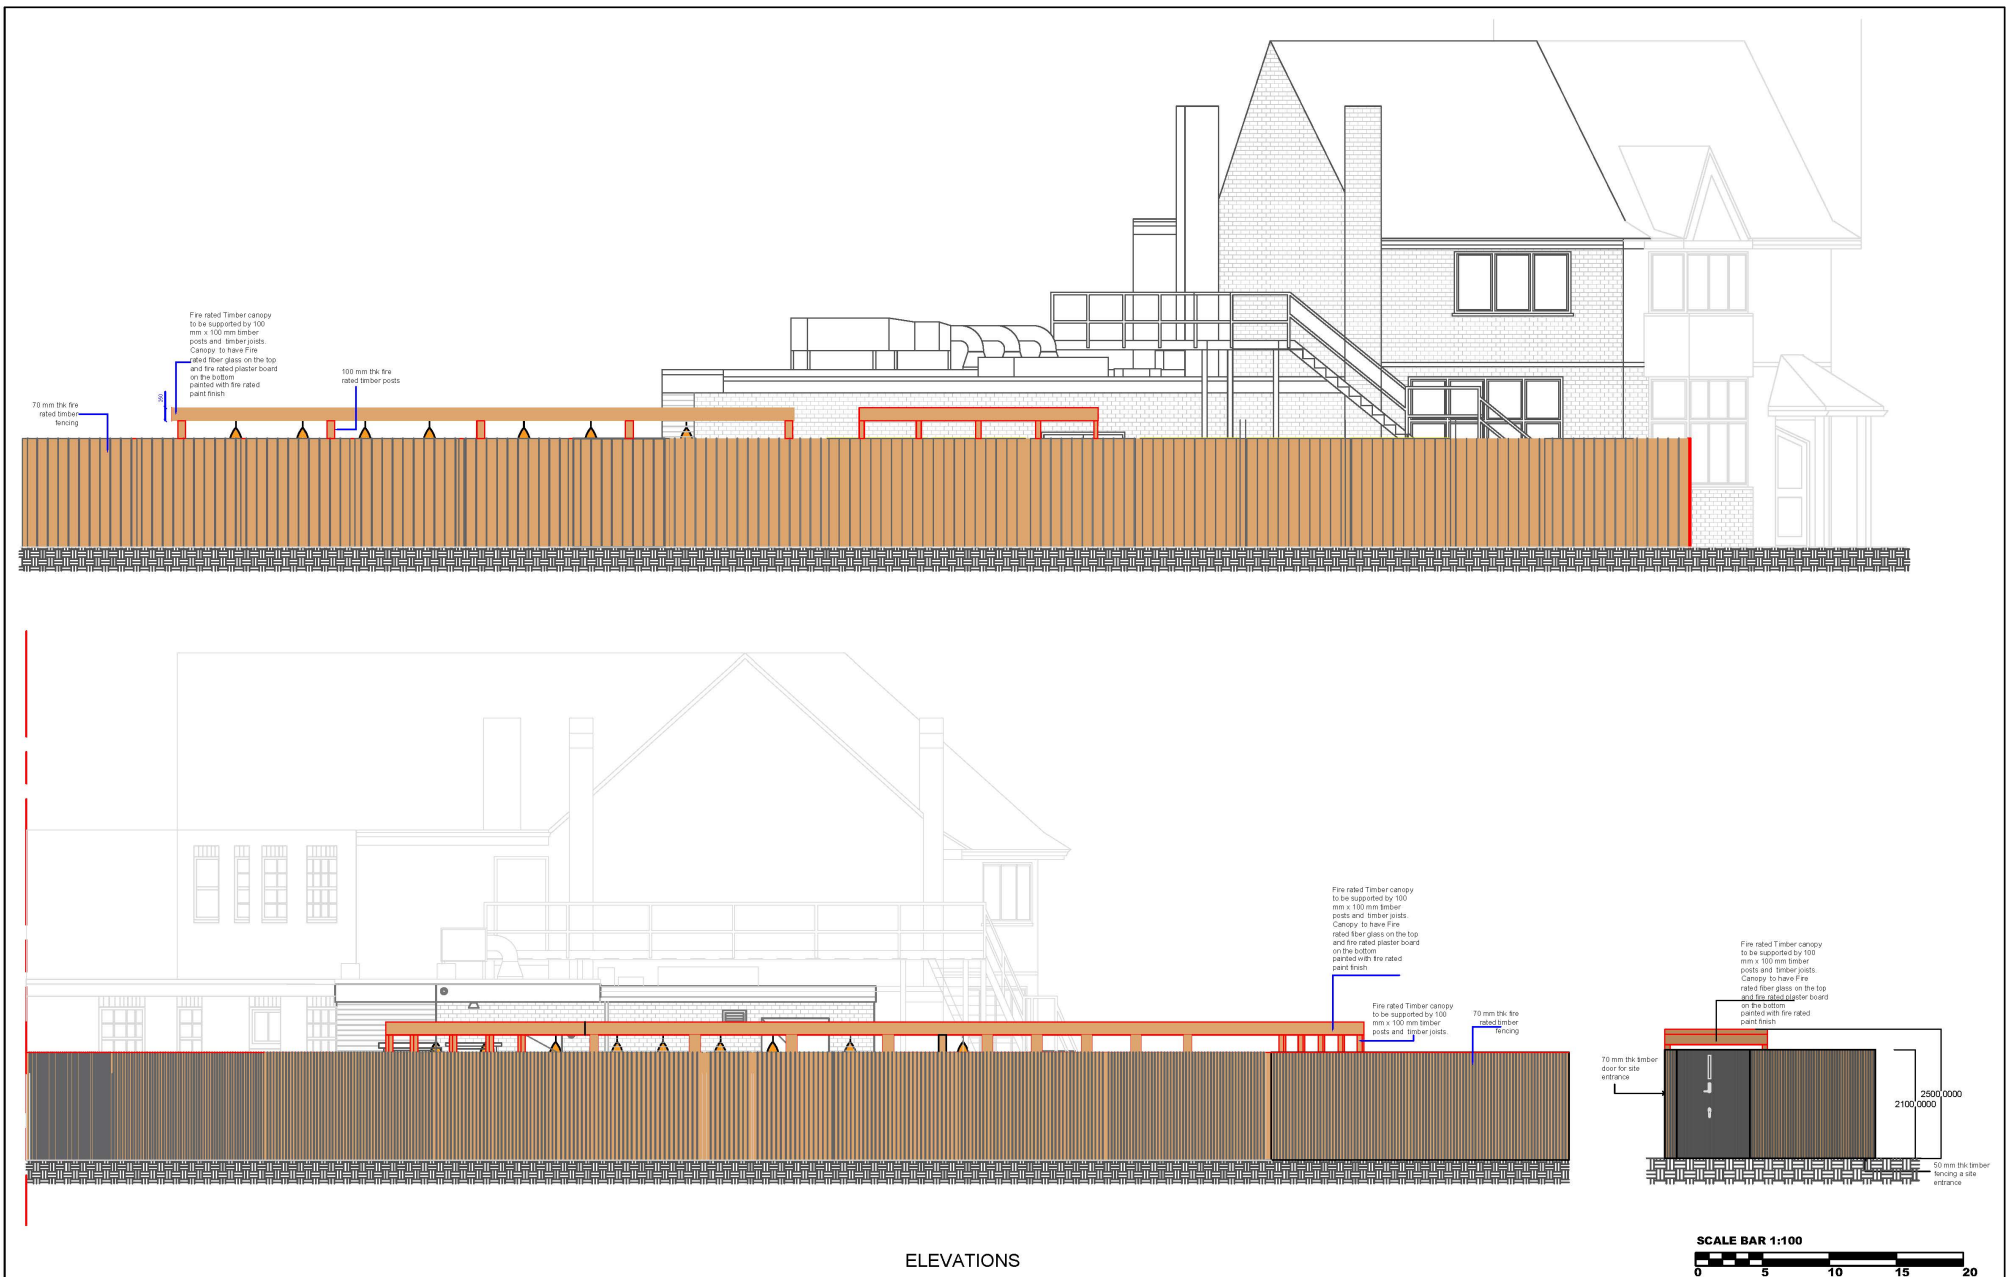 Fire rated Timber canopy
to be supported by 100
mm x 100 mm timber
posts and timber joists.
Canopy to have Fire
rated fiber glass on the top
and fire rated plaster board
on the bottom
painted with fire rated
paint finish
100 mm thk fire
rated timber posts
70 mm thk fire
rated timber
fencing
Fire rated Timber canopy
to be supported by 100
mm x 100 mm timber
posts and timber joists.
Canopy to have Fire
rated fiber glass on the top
and fire rated plaster board
on the bottom
painted with fire rated
paint finish
Fire rated Timber canopy
to be supported by 100
mm x 100 mm timber
posts and timber joists.
70 mm thk fire
rated timber
fencing
Fire rated Timber canopy
to be supported by 100
mm x 100 mm timber
posts and timber joists.
Canopy to have Fire
rated fiber glass on the top
and fire rated plaster board
on the bottom
painted with fire rated
paint finish
70 mm thk timber
door for site
entrance
2500,0000
2100,0000
50 mm thk timber
fencing a site
entrance
ELEVATIONS
SCALE BAR 1:100
0 5 10 15 20